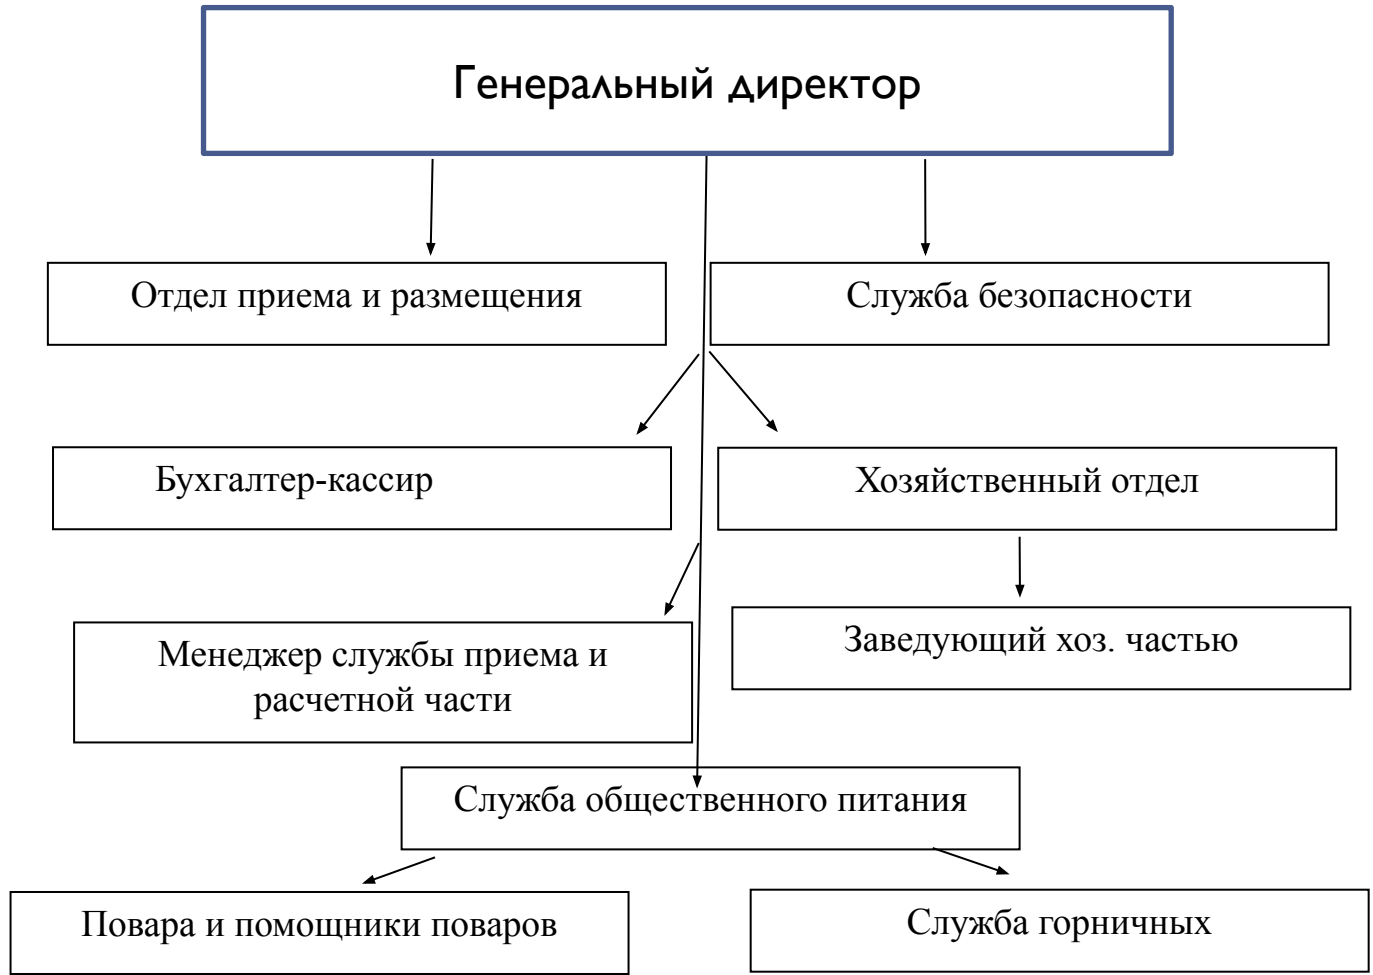 Генеральный директор
Отдел приема и размещения
Служба безопасности
Бухгалтер-кассир
Хозяйственный отдел
Менеджер службы приема и
расчетной части
Заведующий хоз. частью
Служба общественного питания
Повара и помощники поваров
Служба горничных